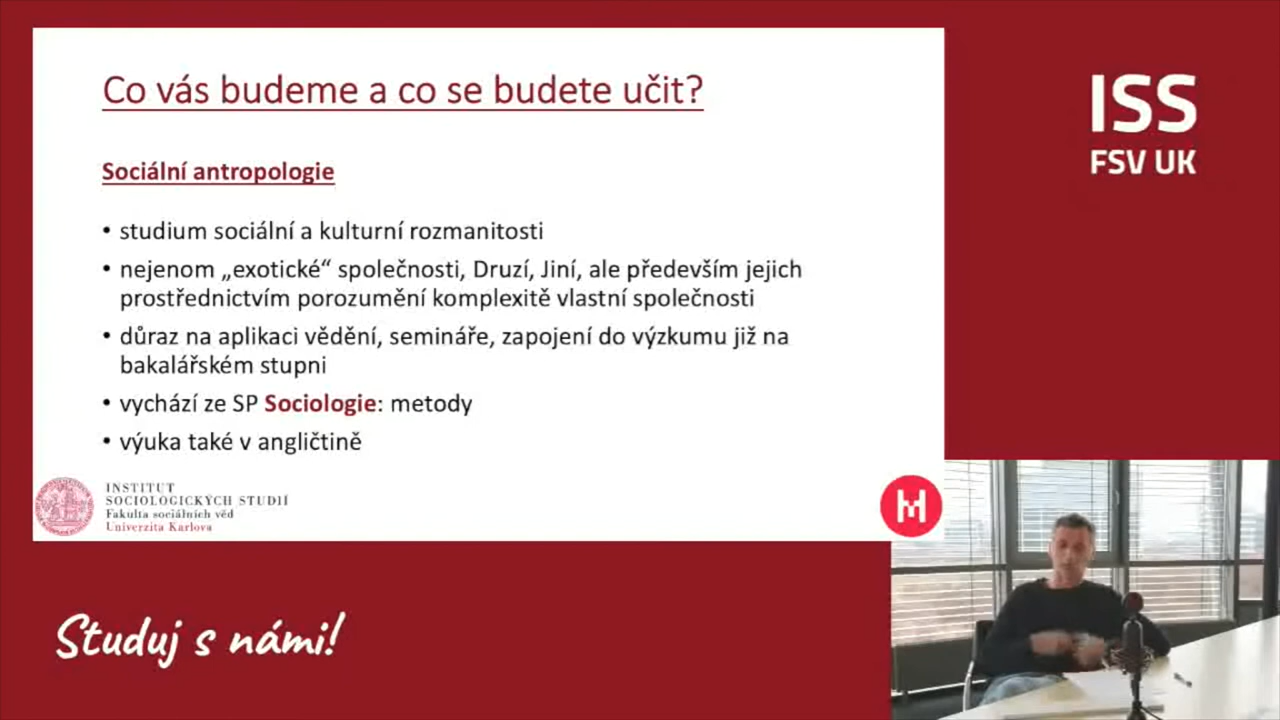 Co vás budeme a co se budete učit?
Sociální antropologie
• studium sociální a kulturní rozmanitosti
• nejenom „exotické“ společnosti, Druzí, Jiní, ale především jejich
prostřednictvím porozumění komplexitě vlastní společnosti
• důraz na aplikaci vědění, semináře, zapojení do výzkumu již na
bakalářském stupni
• vychází ze SP Sociologie: metody
• výuka také v angličtině
INSTITUT
SOCIOLOGICKÝCH STUDIÍ
Fakulta sociálních věd
Univerzita Karlova
M
ISS
FSV UK
Studuj s námi!